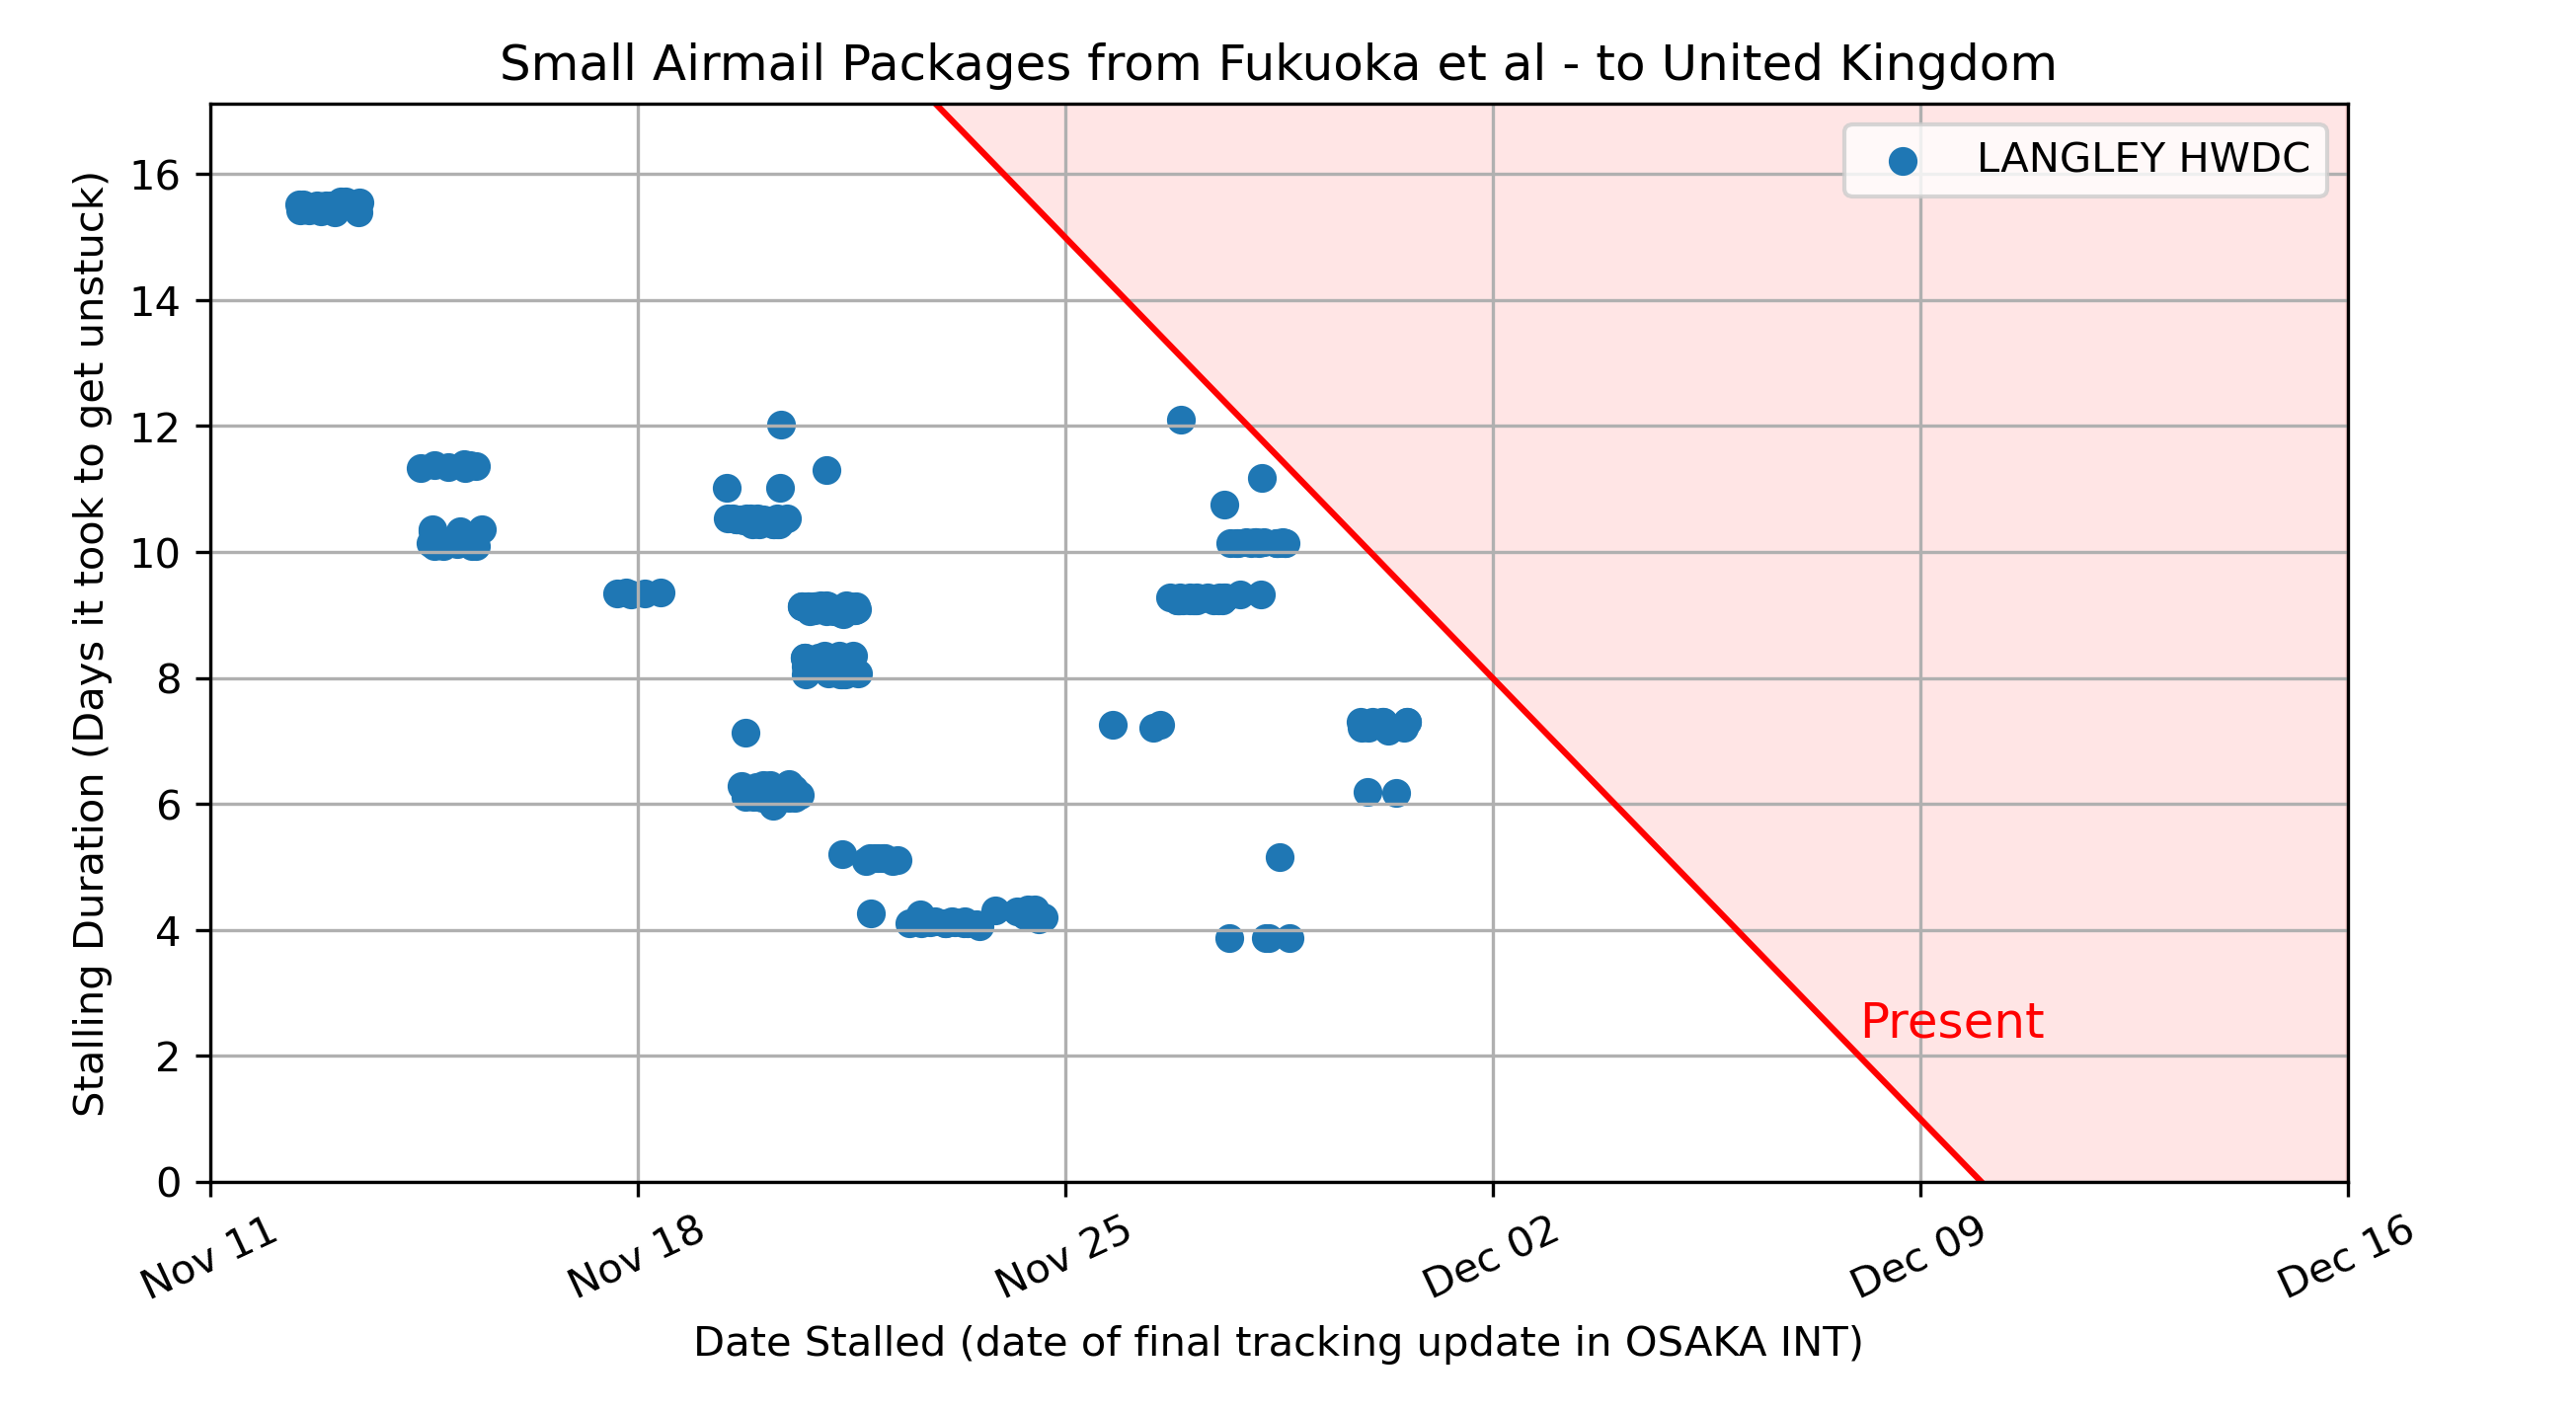 Small Airmail Packages from Fukuoka et al - to United Kingdom
LANGLEY HWDC
Stalling Duration (Days it took to get unstuck)
16
14
12
10
8
6
4
2
0
Present
Nov 11
Nov 18
Nov 25
Dec 02
Dec 09
Dec 16
Date Stalled (date of final tracking update in OSAKA INT)